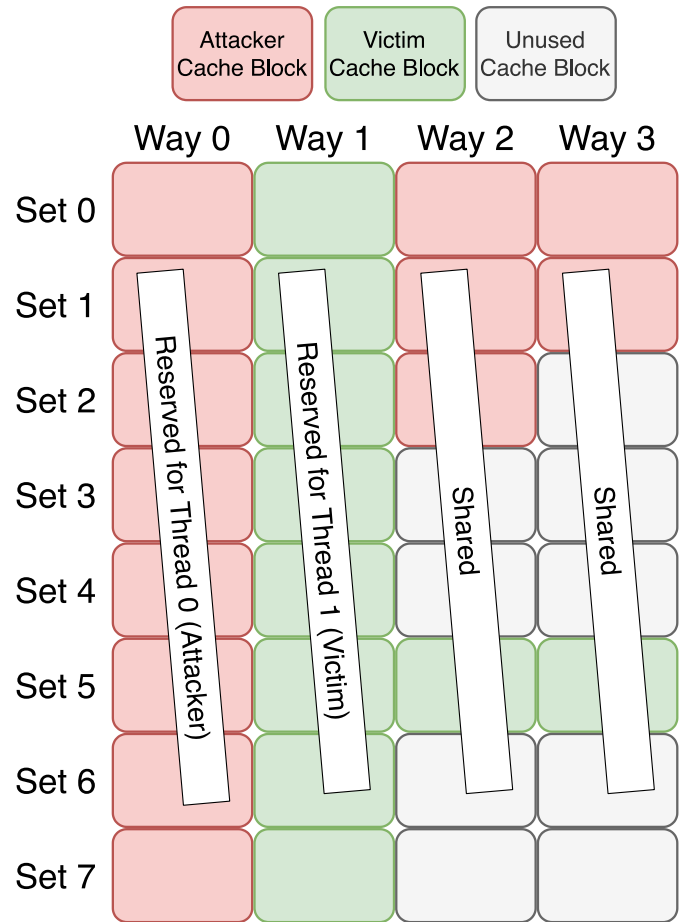 Attacker
Cache Block
Victim
Cache Block
Unused
Cache Block
Way 0 Way 1 Way 2 Way 3
Set 0
Set 1
Set 2
Set 3
Set 4
Set 5
Set 6
Set 7
Reserved for Thread 0 (Attacker)
Reserved for Thread 1 (Victim)
Shared
Shared